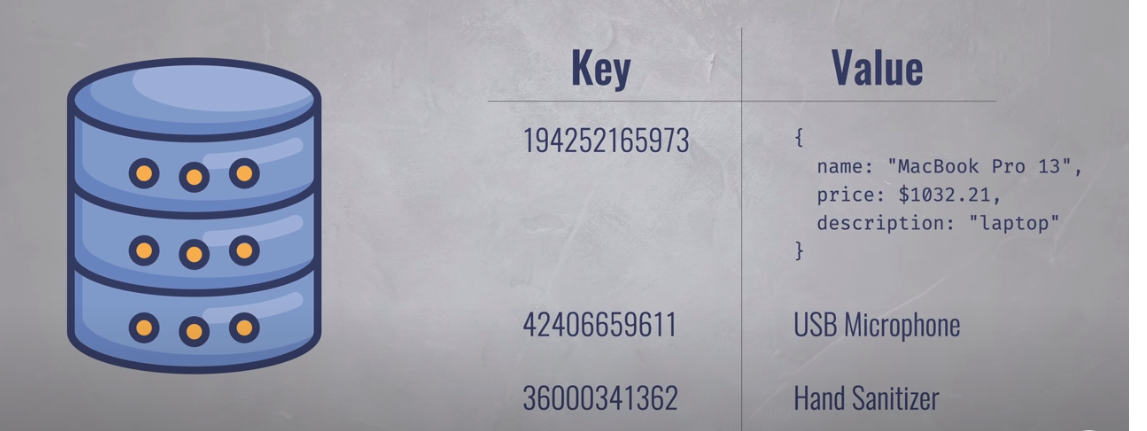 Key Value
194252165973 {
name: "MacBook Pro 13",
price: $1032.21,
description: "laptop"
}
42406659611 USB Microphone
36000341362 Hand Sanitizer